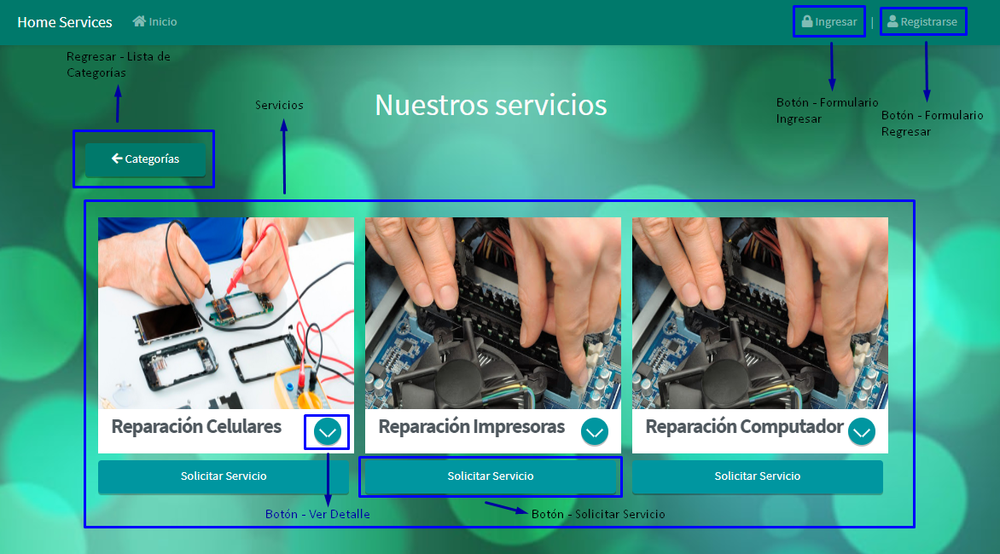 Home Services Inicio Ingresar | Registrarse
Regresar - Lista de
Categorías
Servicios
Nuestros servicios
Botón - Formulario
Ingresar
Botón - Formulario
Regresar
Categorías
Reparación Celulares
Reparación Impresoras
Reparación Computador
Solicitar Servicio
Solicitar Servicio
Solicitar Servicio
Botón - Ver Detalle
Botón - Solicitar Servicio